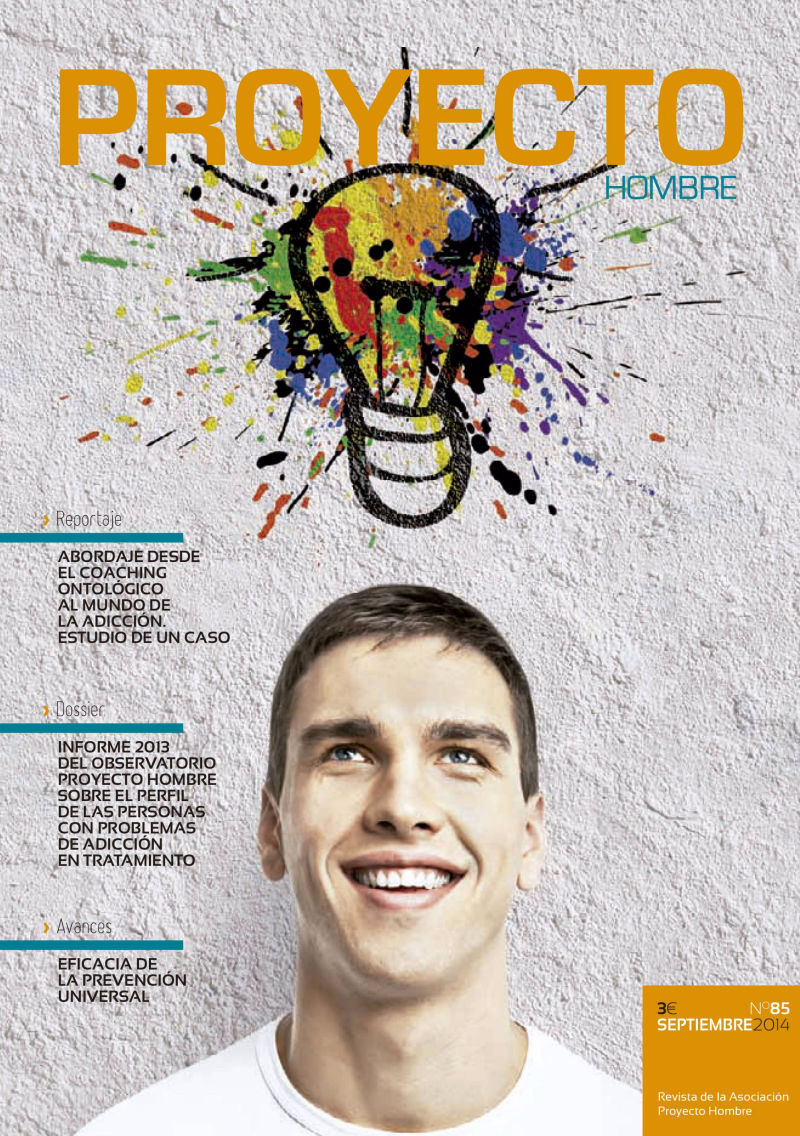 PROYECTO
HOMBRE
› Reportaje
ABORDAJE DESDE
EL COACHING
ONTOLÓGICO
AL MUNDO DE
LA ADICCIÓN.
ESTUDIO DE UN CASO
› Dossier
INFORME 2013
DEL OBSERVATORIO
PROYECTO HOMBRE
SOBRE EL PERFIL
DE LAS PERSONAS
CON PROBLEMAS
DE ADICCIÓN
EN TRATAMIENTO
› Avances
EFICACIA DE
LA PREVENCIÓN
UNIVERSAL
3€ Nº85
SEPTIEMBRE2014
Revista de la Asociación
Proyecto Hombre